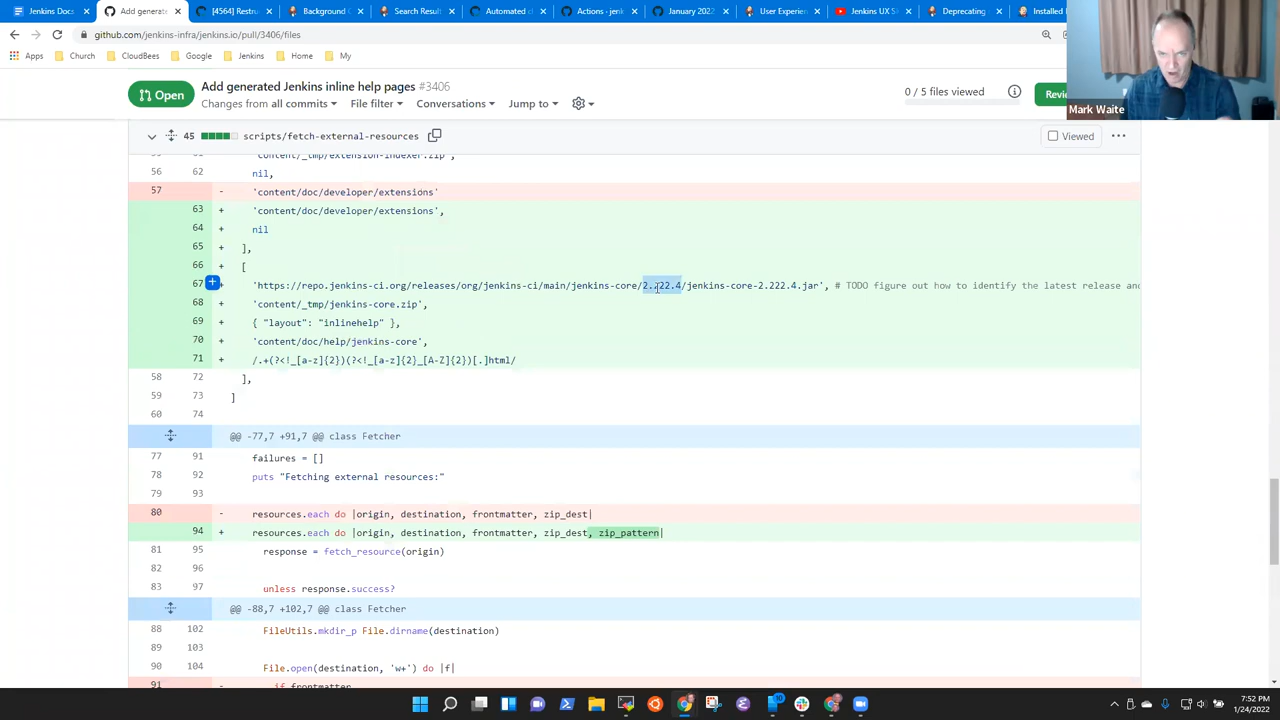 Jenkins Docs
Add generate
[4564] Restru
Background
Search Result
Automated cl
Actions · jenk
January 2022
User Experien
Jenkins UX SI
Deprecating
Installed
github.com/jenkins-infra/jenkins.io/pull/3406/files
Apps
Church
CloudBees
Google
Jenkins
Home
My
Open
Add generated Jenkins inline help pages #3406
Changes from all commits
File filter
Conversations
Jump to
0 / 5 files viewed
Mark Waite
45
scripts/fetch-external-resources
Viewed
'content/_tmp/extension-indexer.zip',
56 62 nil,
57 - 'content/doc/developer/extensions'
63 + 'content/doc/developer/extensions',
64 + nil
65 + ],
66 + [
67 + 'https://repo.jenkins-ci.org/releases/org/jenkins-ci/main/jenkins-core/2.222.4/jenkins-core-2.222.4.jar', # TODO figure out how to identify the latest release and
68 + 'content/_tmp/jenkins-core.zip',
69 + { "layout": "inlinehelp" },
70 + 'content/doc/help/jenkins-core',
71 + /.+(?<!_[a-z]{2})(?<!_[a-z]{2}_[A-Z]{2})[.]html/
58 72 ],
59 73 ]
60 74
@@ -77,7 +91,7 @@ class Fetcher
77 91 failures = []
78 92 puts "Fetching external resources:"
79 93
80 - resources.each do |origin, destination, frontmatter, zip_dest|
94 + resources.each do |origin, destination, frontmatter, zip_dest, zip_pattern|
81 95 response = fetch_resource(origin)
82 96
83 97 unless response.success?
@@ -88,7 +102,7 @@ class Fetcher
88 102 FileUtils.mkdir_p File.dirname(destination)
89 103
90 104 File.open(destination, 'w+') do |f|
91 - if frontmatter
7:52 PM
1/24/2022